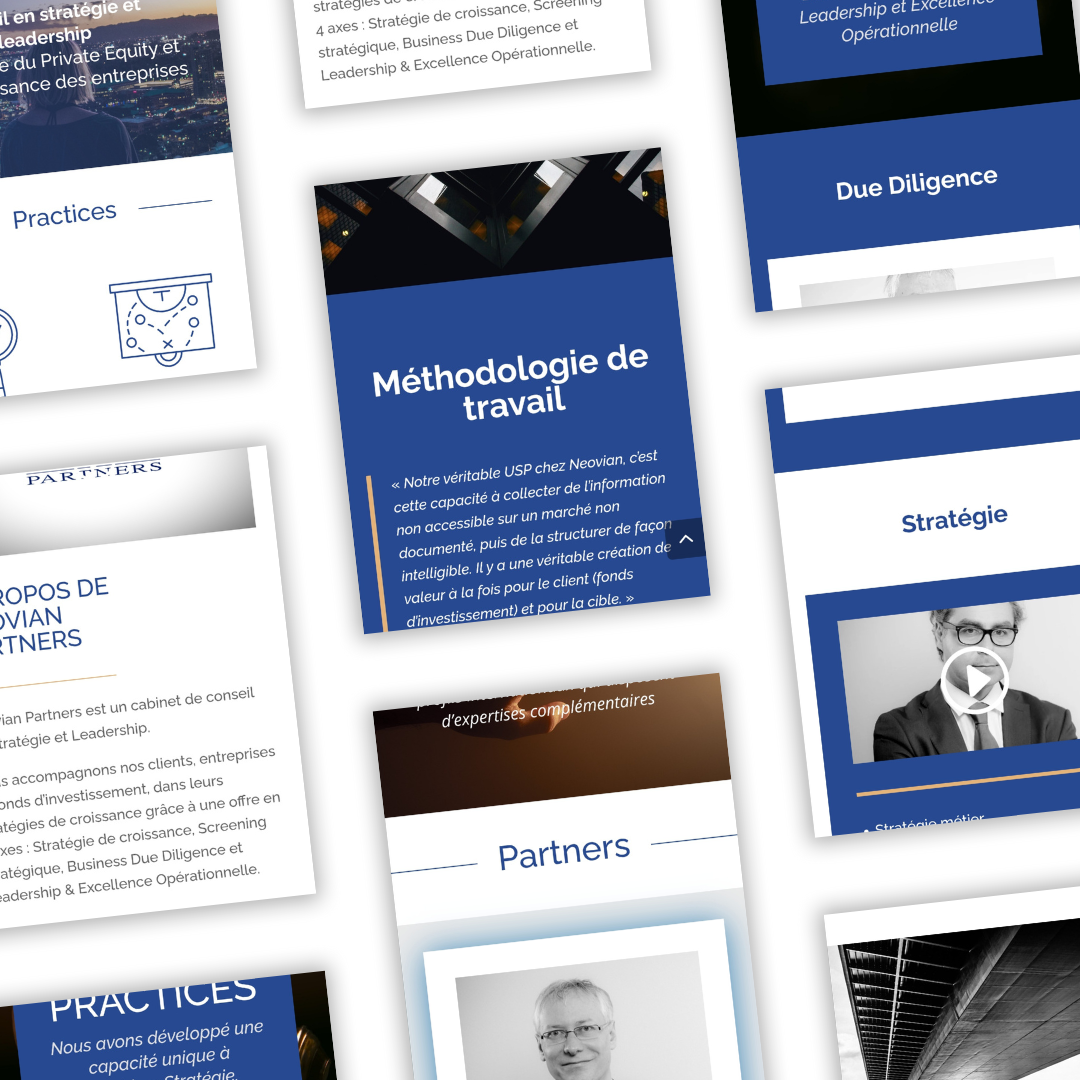 il en stratégie et
leadership
e du Private Equity et
sance des entreprises
Practices
PARTNERS
ROPOS DE
OVIAN
RTNERS
vian Partners est un cabinet de conseil
tratégie et Leadership.
s accompagnons nos clients, entreprises
onds d'investissement, dans leurs
atégies de croissance grâce à une offre en
xes : Stratégie de croissance, Screening
atégique, Business Due Diligence et
eadership & Excellence Opérationnelle.
PRACTICES
Nous avons développé une
capacité unique à
Stratégie,
4 axes : Stratégie de croissance, Screening
stratégique, Business Due Diligence et
Leadership & Excellence Opérationnelle.
Méthodologie de
travail
« Notre véritable USP chez Neovian, c'est
cette capacité à collecter de l'information
non accessible sur un marché non
documenté, puis de la structurer de façon
intelligible. Il y a une véritable création de
valeur à la fois pour le client (fonds
d'investissement) et pour la cible. »
d'expertises complémentaires
Partners
Leadership et Excellence
Opérationnelle
Due Diligence
Stratégie
• Stratégie métier